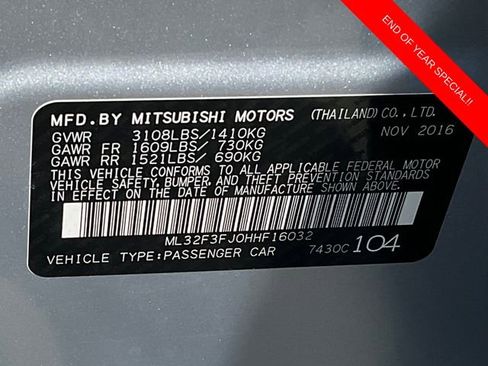 END OF YEAR SPECIAL!!
MFD. BY MITSUBISHI MOTORS (THAILAND) CO., LTD.
GVWR 3108LBS/1410KG NOV 2016
GAWR FR 1609LBS/ 730KG
GAWR RR 1521LBS/ 690KG
THIS VEHICLE CONFORMS TO ALL APPLICABLE FEDERAL MOTOR
VEHICLE SAFETY, BUMPER, AND THEFT PREVENTION STANDARDS
IN EFFECT ON THE DATE OF MANUFACTURE SHOWN ABOVE.
ML32F3FJ0HHF16032
VEHICLE TYPE:PASSENGER CAR 7430C 104